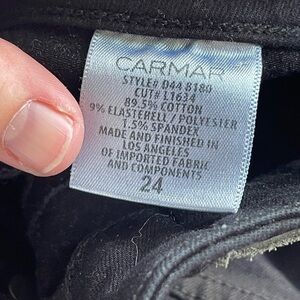 CARMAR
STYLE# D44 8180
CUT# 11634
89.5% COTTON
9% ELASTERELL / POLYESTER
1.5% SPANDEX
MADE AND FINISHED IN
LOS ANGELES
OF IMPORTED FABRIC
AND COMPONENTS
24